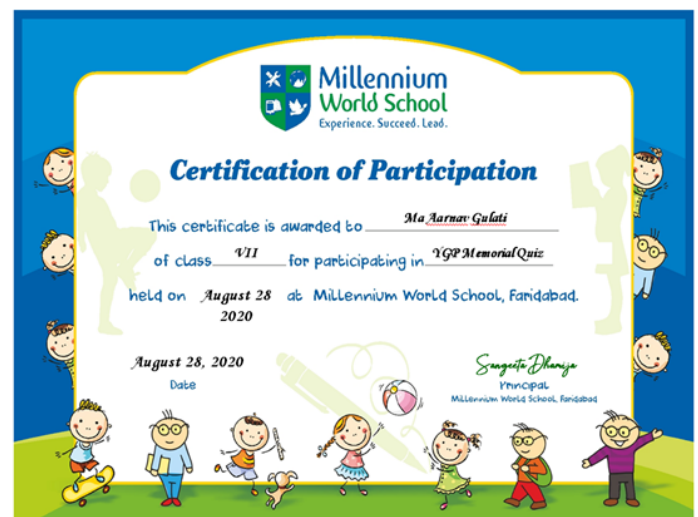 Millennium
World School
Experience. Succeed. Lead.
Certification of Participation
This certificate is awarded to Ma Aarnav Gulati
of class VII for participating in YGP Memorial Quiz
held on August 28 at Millennium World School, Faridabad.
2020
August 28, 2020
Date
Sangeeta Dhamija
Principal
Millennium World School, Faridabad